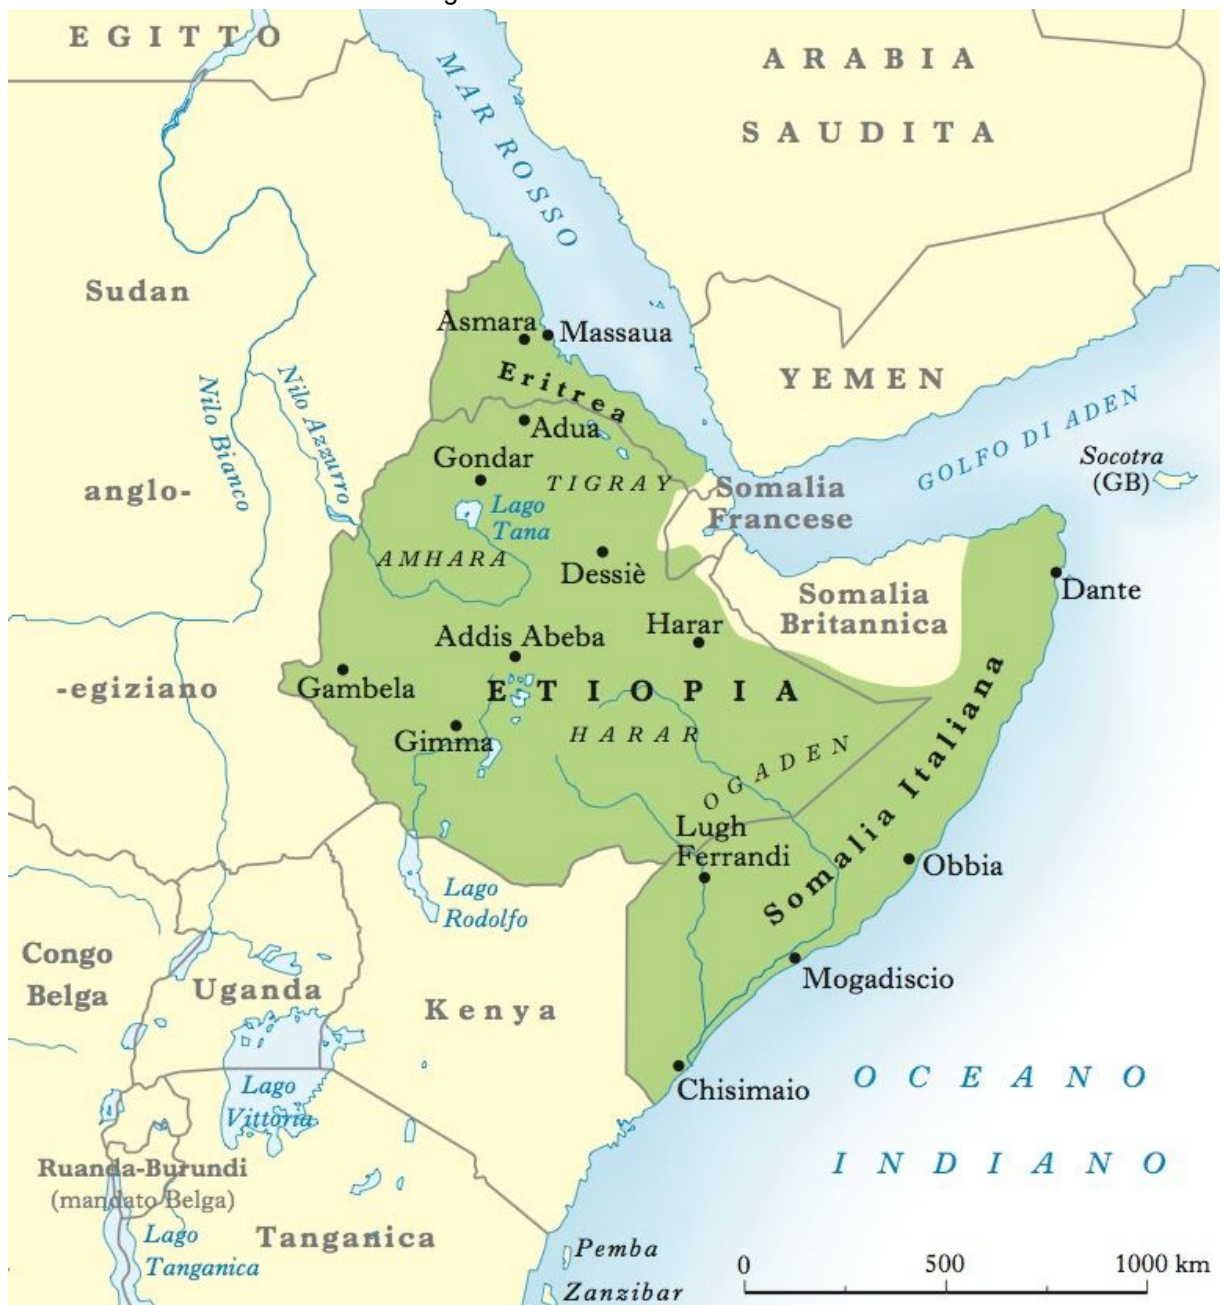 EGITTO
ARABIA
SAUDITA
MAR ROSSO
Sudan
Asmara
Massaua
Eritrea
YEMEN
Nilo Bianco
Nilo Azzurro
Adua
GOLFO DI ADEN
Gondar
TIGRAY
Socotra
(GB)
anglo-
Lago
Tana
Somalia
Francese
AMHARA
Dessiè
Dante
Somalia
Britannica
Harar
Addis Abeba
-egiziano
Gambela
ETIOPIA
Gimma
HARAR
OGADEN
Somalia Italiana
Lugh
Ferrandi
Obbia
Lago
Rodolfo
Congo
Belga
Uganda
Kenya
Mogadiscio
Chisimaio
OCEANO
INDIANO
Lago
Vittoria
Ruanda-Burundi
(mandato Belga)
Lago
Tanganica
Tanganica
Pemba
Zanzibar
0 500 1000 km